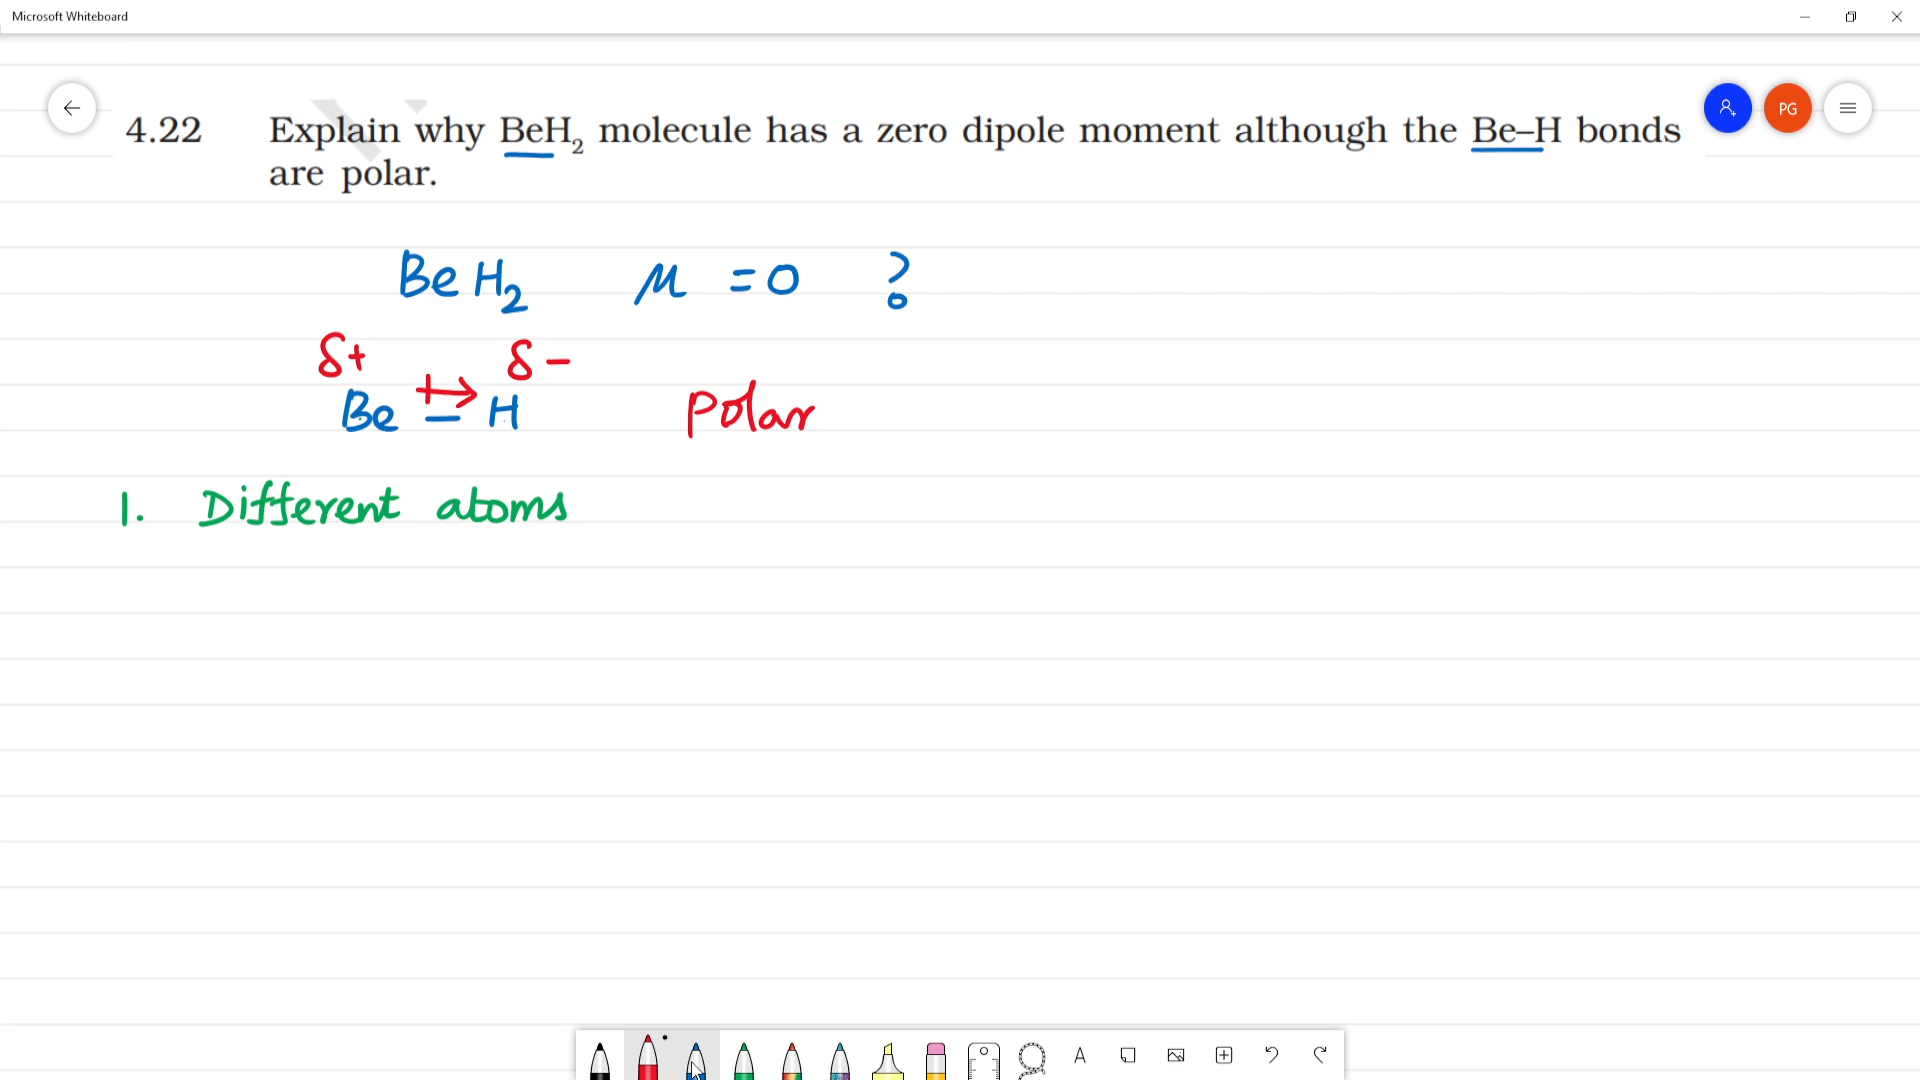 Microsoft Whiteboard
PG
4.22 Explain why BeH₂ molecule has a zero dipole moment although the Be–H bonds
are polar.
BeH₂ μ = 0 ?
δ+ δ-
Be - H Polar
1. Different atoms
A